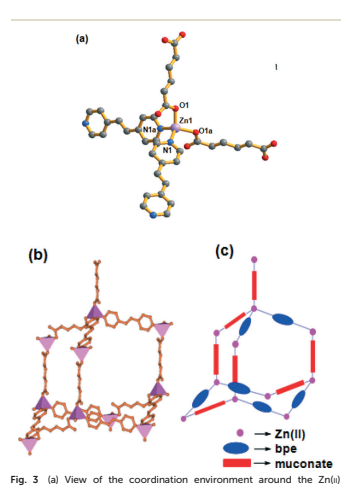 (a)
I
O1
Zn1
N1a
O1a
N1
(b)
(c)
Zn(II)
bpe
muconate
Fig. 3 (a) View of the coordination environment around the Zn(II)